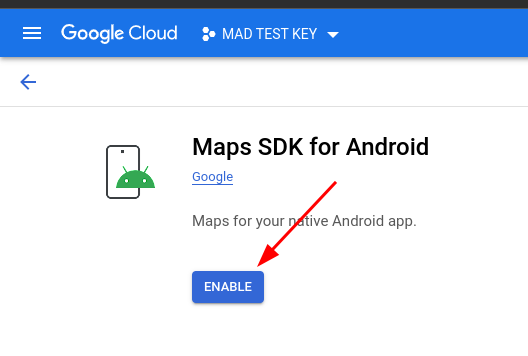 Google Cloud MAD TEST KEY
Maps SDK for Android
Google
Maps for your native Android app.
ENABLE